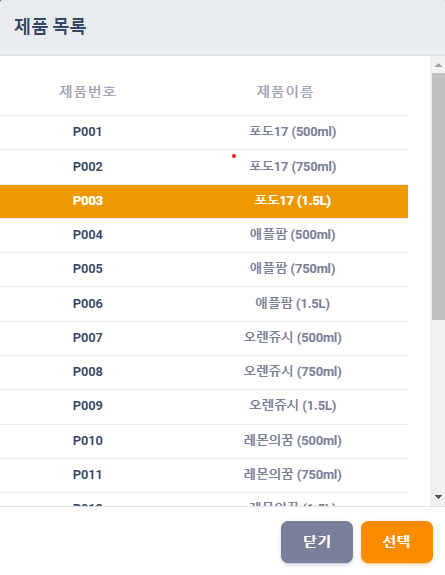 제품 목록
제품번호 제품이름
P001 포도17 (500ml)
P002 포도17 (750ml)
P003 포도17 (1.5L)
P004 애플팜 (500ml)
P005 애플팜 (750ml)
P006 애플팜 (1.5L)
P007 오렌쥬시 (500ml)
P008 오렌쥬시 (750ml)
P009 오렌쥬시 (1.5L)
P010 레몬의꿈 (500ml)
P011 레몬의꿈 (750ml)
닫기 선택